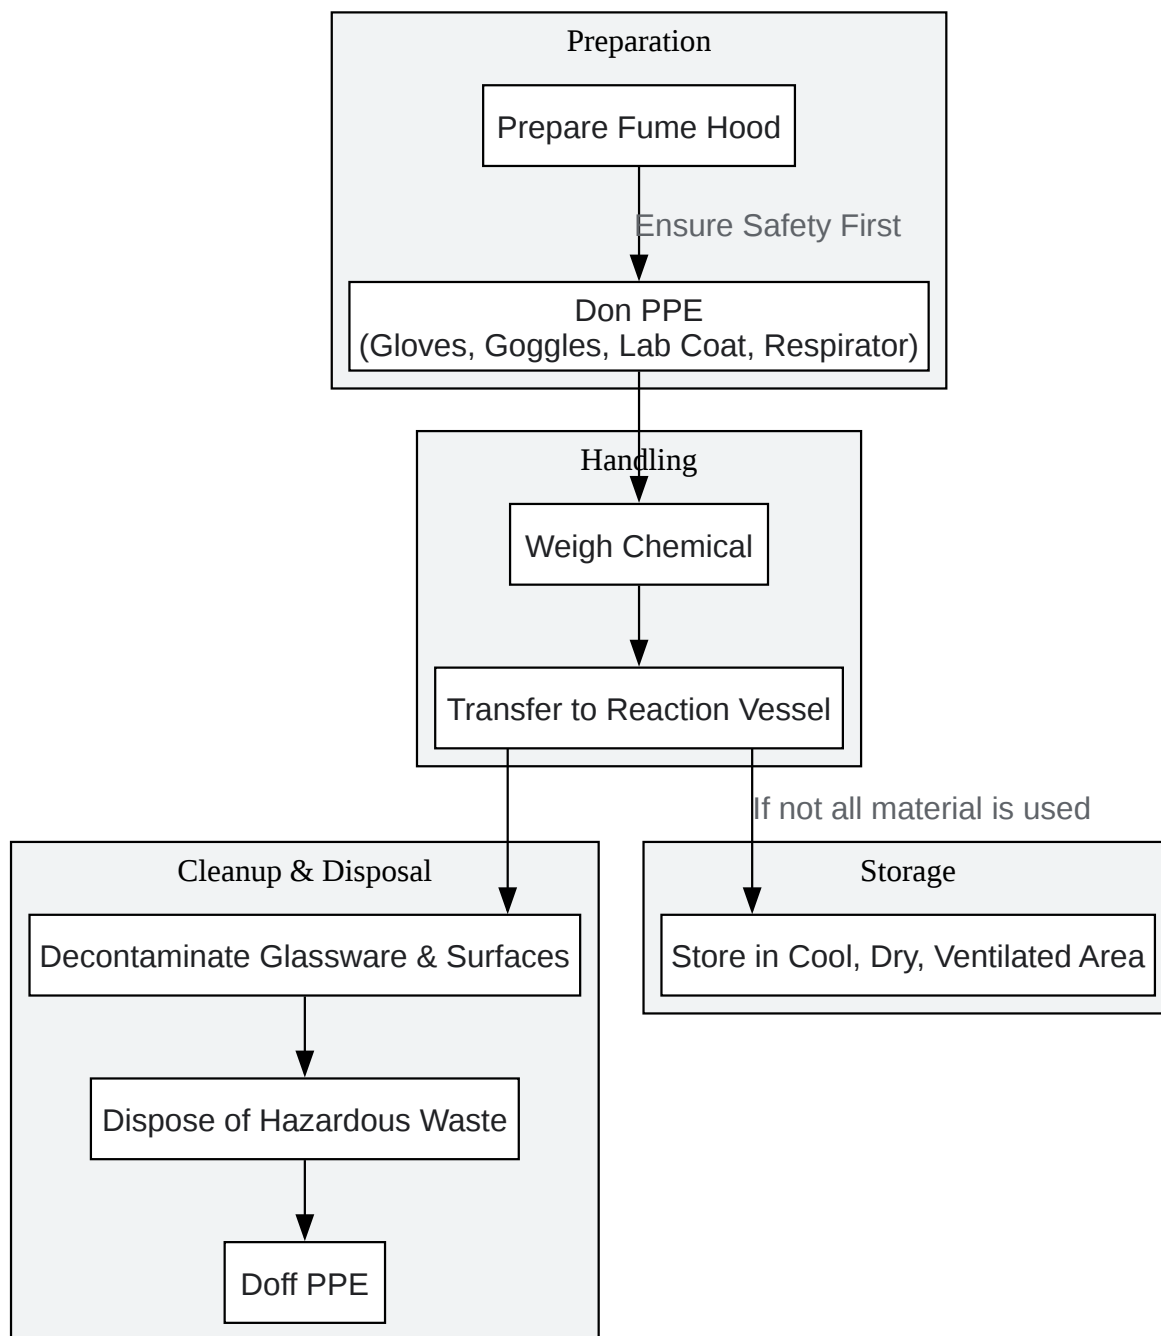 Preparation
Prepare Fume Hood
Ensure Safety First
Don PPE
(Gloves, Goggles, Lab Coat, Respirator)
Handling
Weigh Chemical
Transfer to Reaction Vessel
If not all material is used
Cleanup & Disposal
Decontaminate Glassware & Surfaces
Dispose of Hazardous Waste
Doff PPE
Storage
Store in Cool, Dry, Ventilated Area